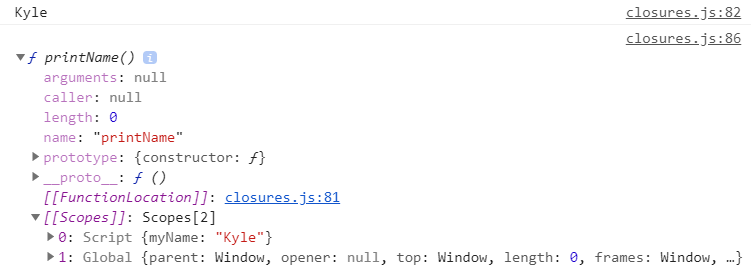 Kyle closures.js:82
closures.js:86
▼ƒ printName() i
arguments: null
caller: null
length: 0
name: "printName"
▶prototype: {constructor: ƒ}
▶__proto__: ƒ ()
[[FunctionLocation]]: closures.js:81
▼[[Scopes]]: Scopes[2]
▶0: Script {myName: "Kyle"}
▶1: Global {parent: Window, opener: null, top: Window, length: 0, frames: Window, …}